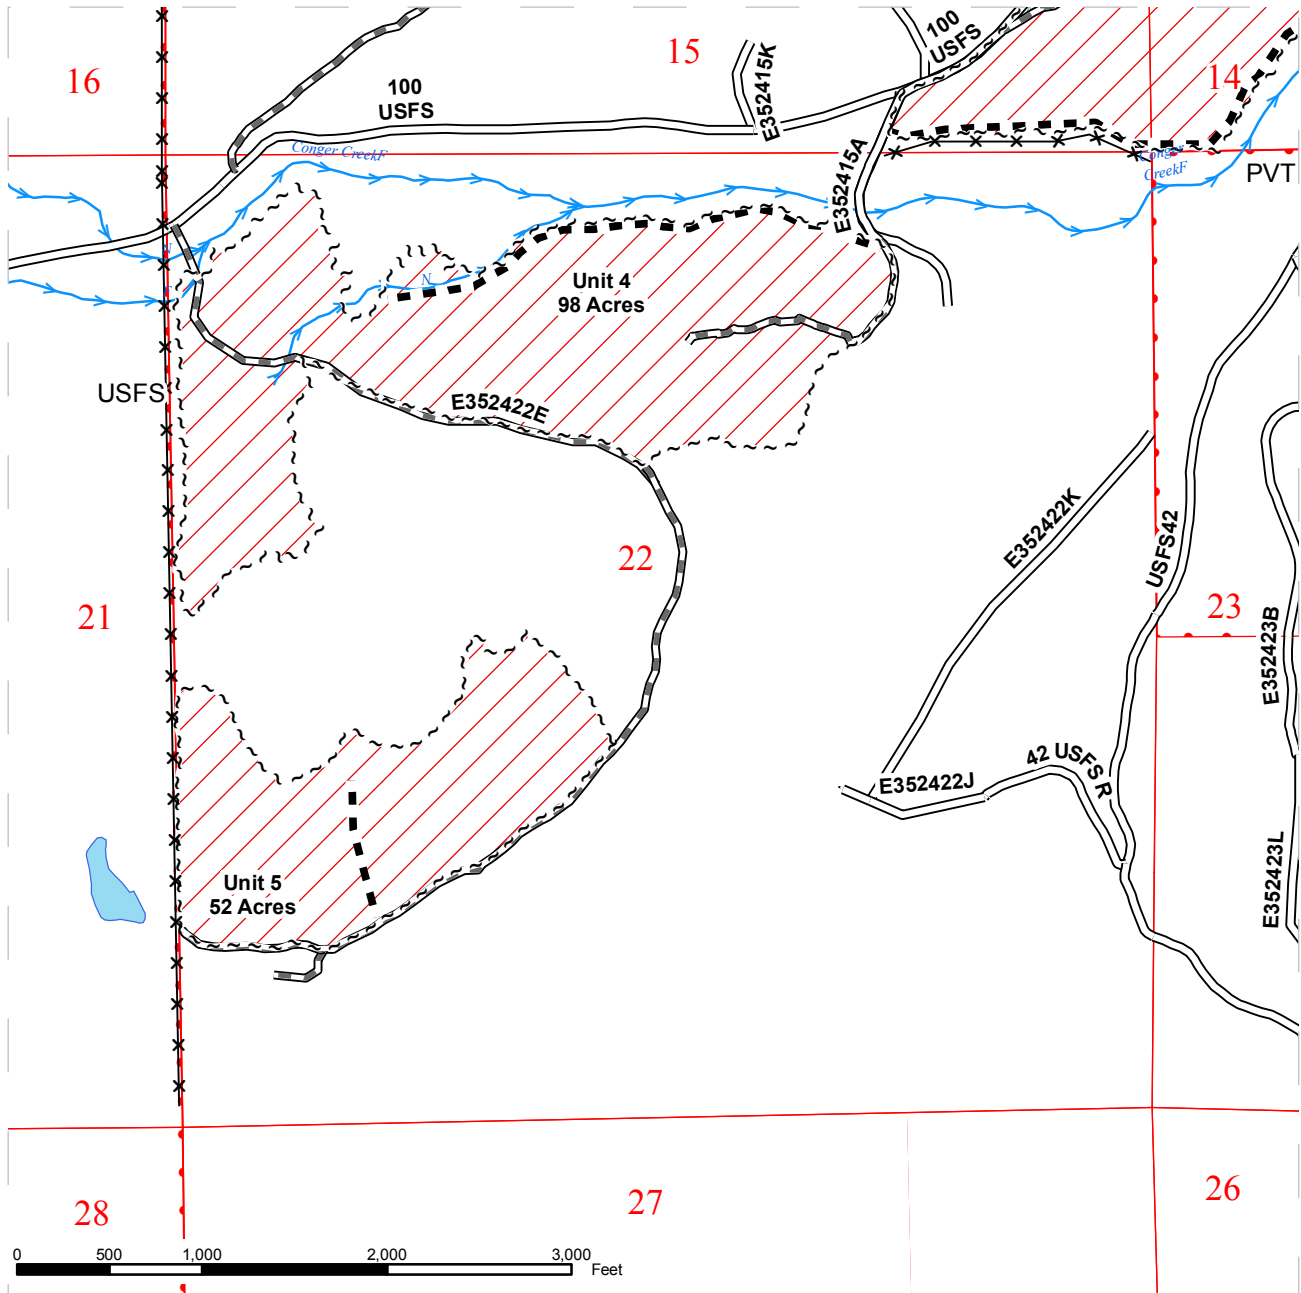 16
15
100
USFS
100
USFS
E352415K
14
Conger CreekF
E352415A
Conger
CreekF
PVT
N
N
Unit 4
98 Acres
USFS
E352422E
E352422K
USFS42
22
21
23
E352423B
42 USFS R
E352422J
Unit 5
52 Acres
E352423L
28
27
26
0 500 1,000 2,000 3,000
Feet